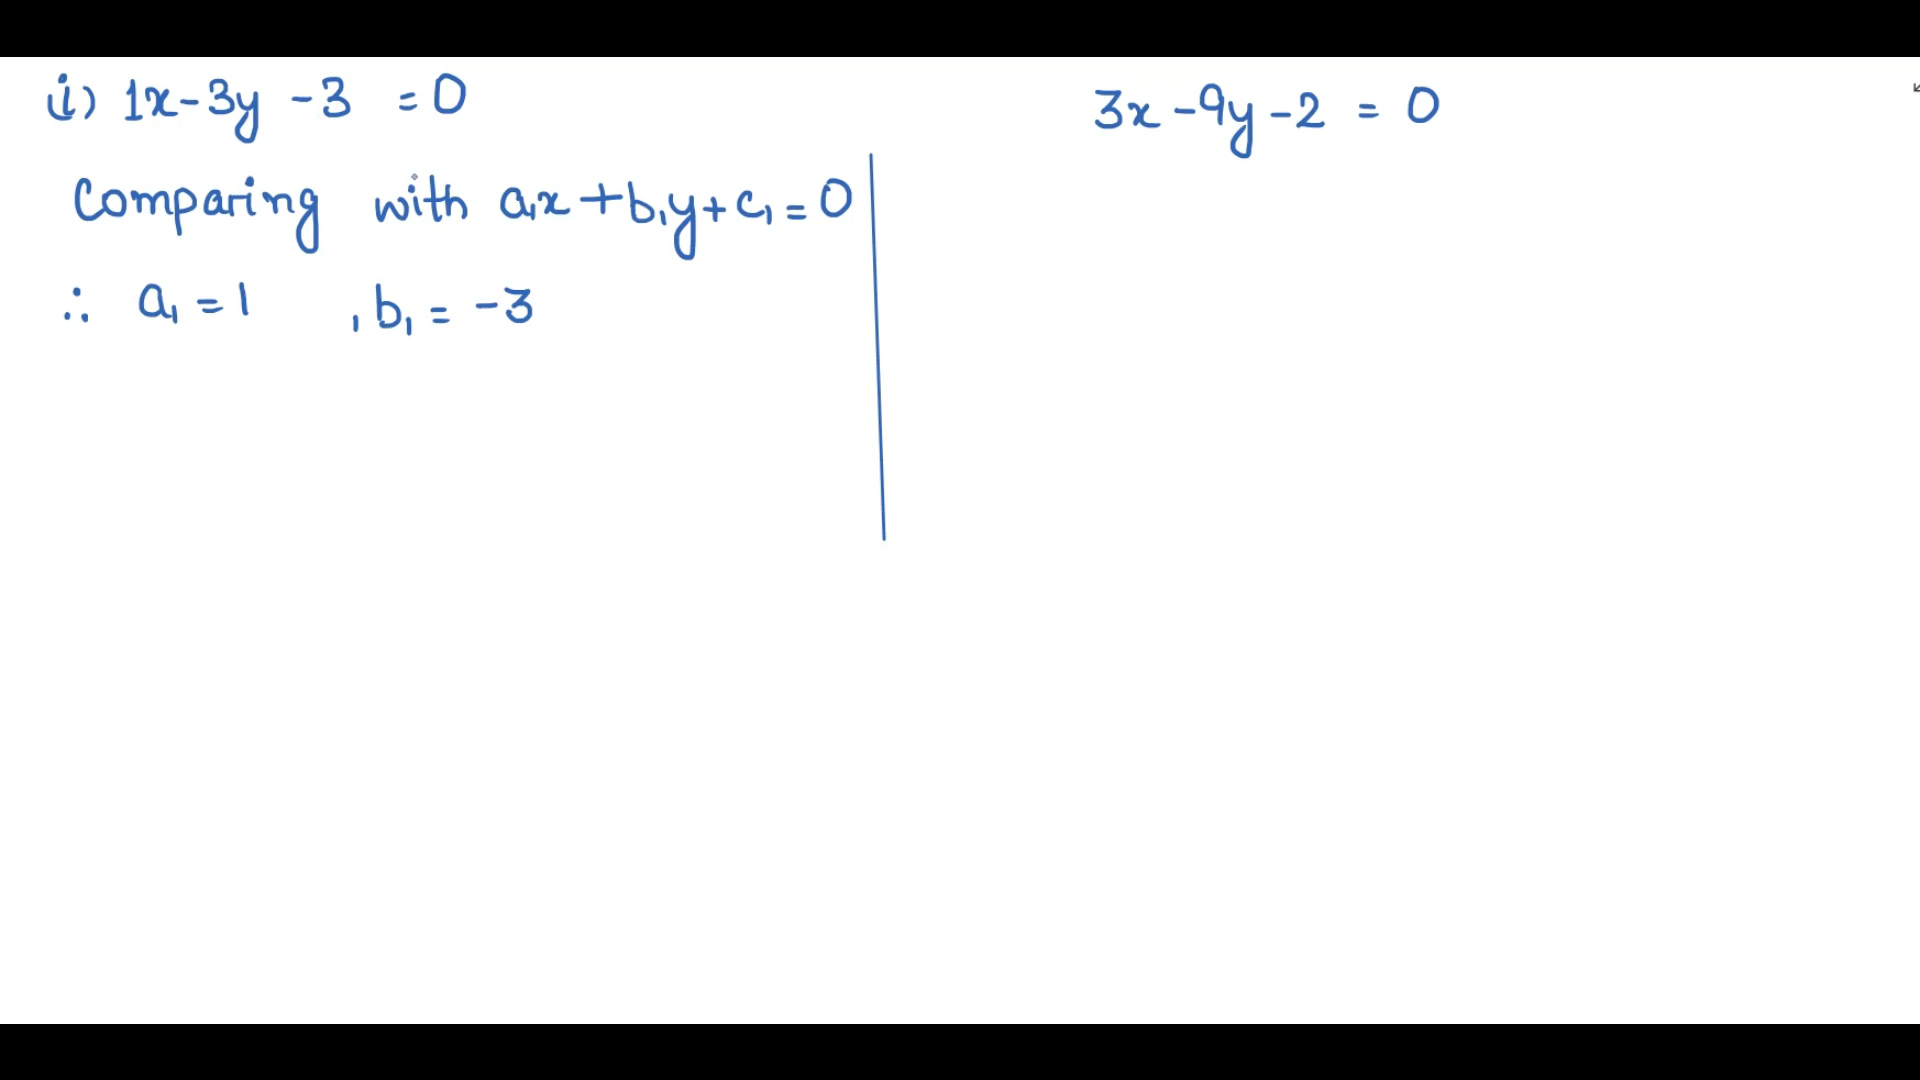 (i) 1x-3y -3 = 0
3x -9y -2 = 0
Comparing with a₁x + b₁y + c₁ = 0
∴ a₁ = 1 , b₁ = -3